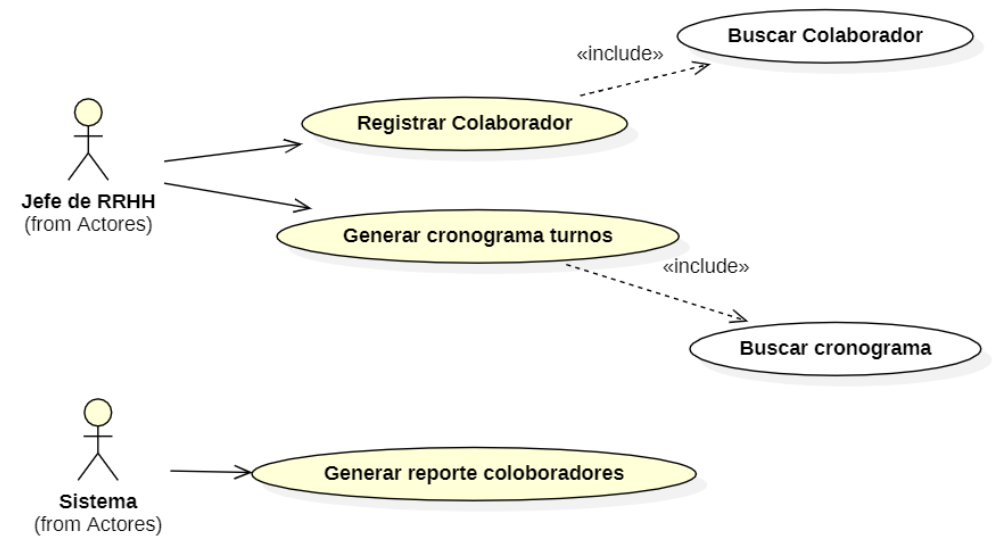 Buscar Colaborador
«include»
Registrar Colaborador
Jefe de RRHH
(from Actores)
Generar cronograma turnos
«include»
Buscar cronograma
Generar reporte coloboradores
Sistema
(from Actores)